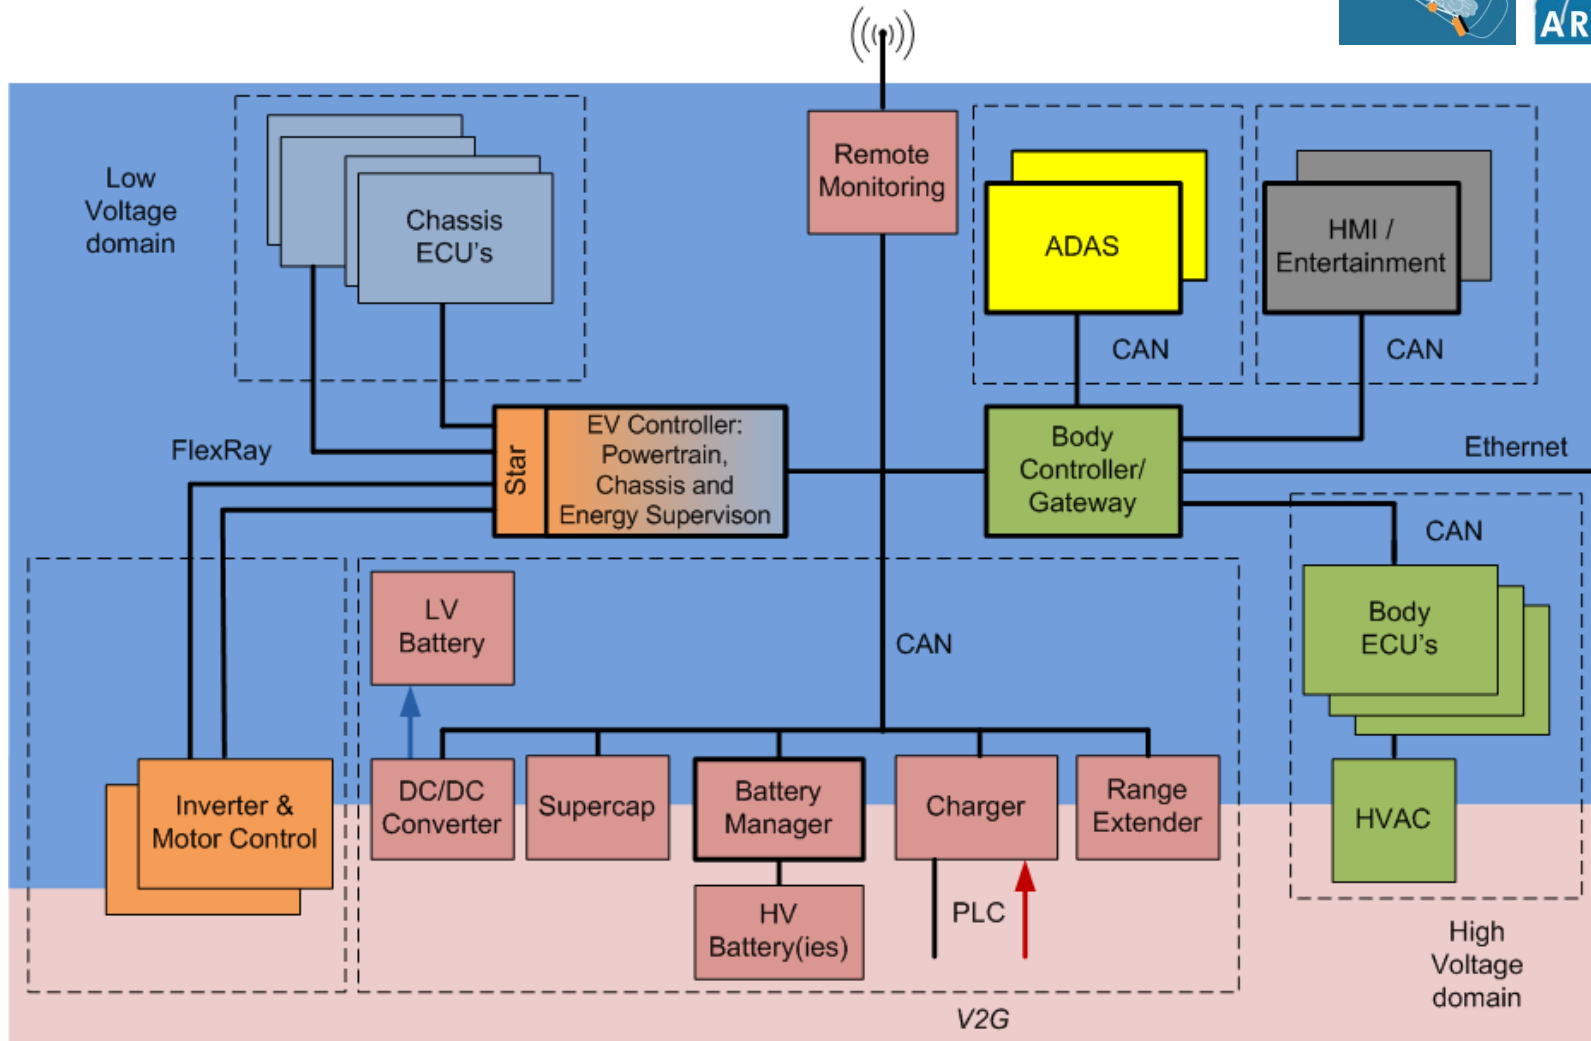 AR
Low
Voltage
domain
Chassis
ECU's
Remote
Monitoring
ADAS
CAN
HMI /
Entertainment
CAN
FlexRay
Star
EV Controller:
Powertrain,
Chassis and
Energy Supervison
Body
Controller/
Gateway
Ethernet
CAN
Body
ECU's
HVAC
LV
Battery
CAN
DC/DC
Converter
Supercap
Battery
Manager
Charger
Range
Extender
Inverter &
Motor Control
HV
Battery(ies)
PLC
V2G
High
Voltage
domain